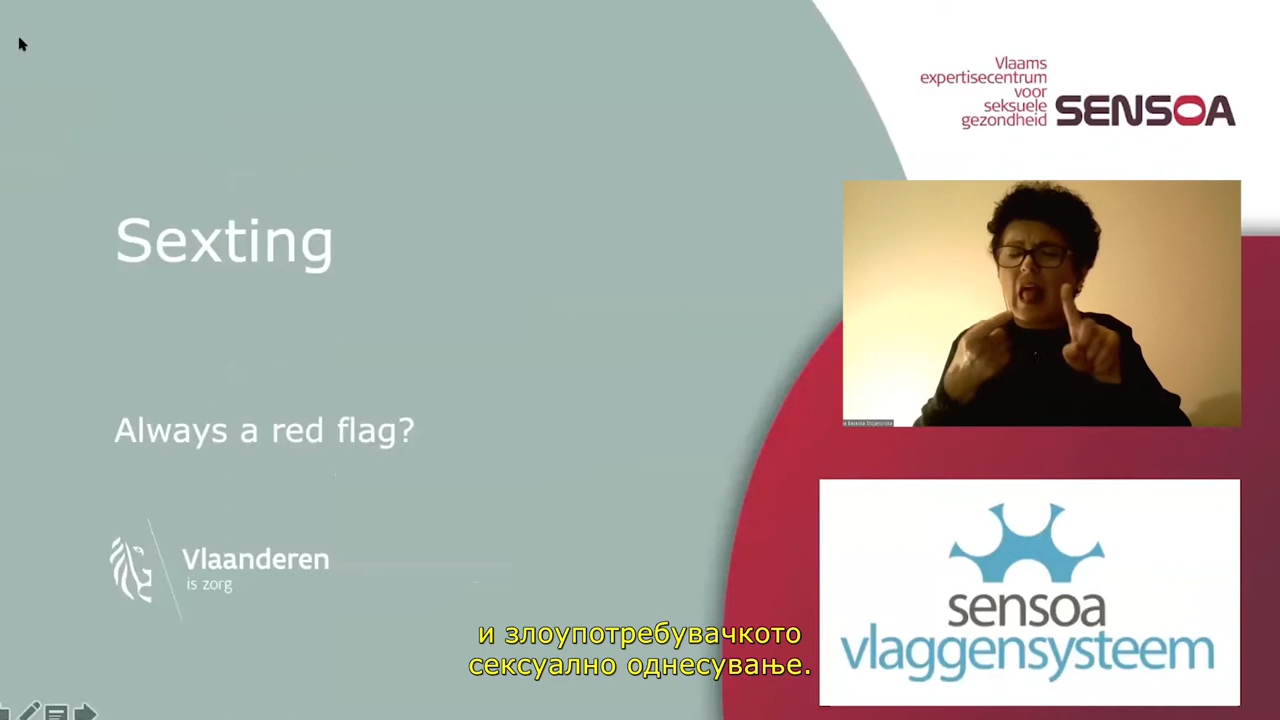 Vlaams
expertisecentrum
voor
seksuele
gezondheid
SENSOA
Sexting
Always a red flag?
Vlaanderen
is zorg
sensoa
vlaggensysteem
и злоупотребувачкото
сексуално однесување.